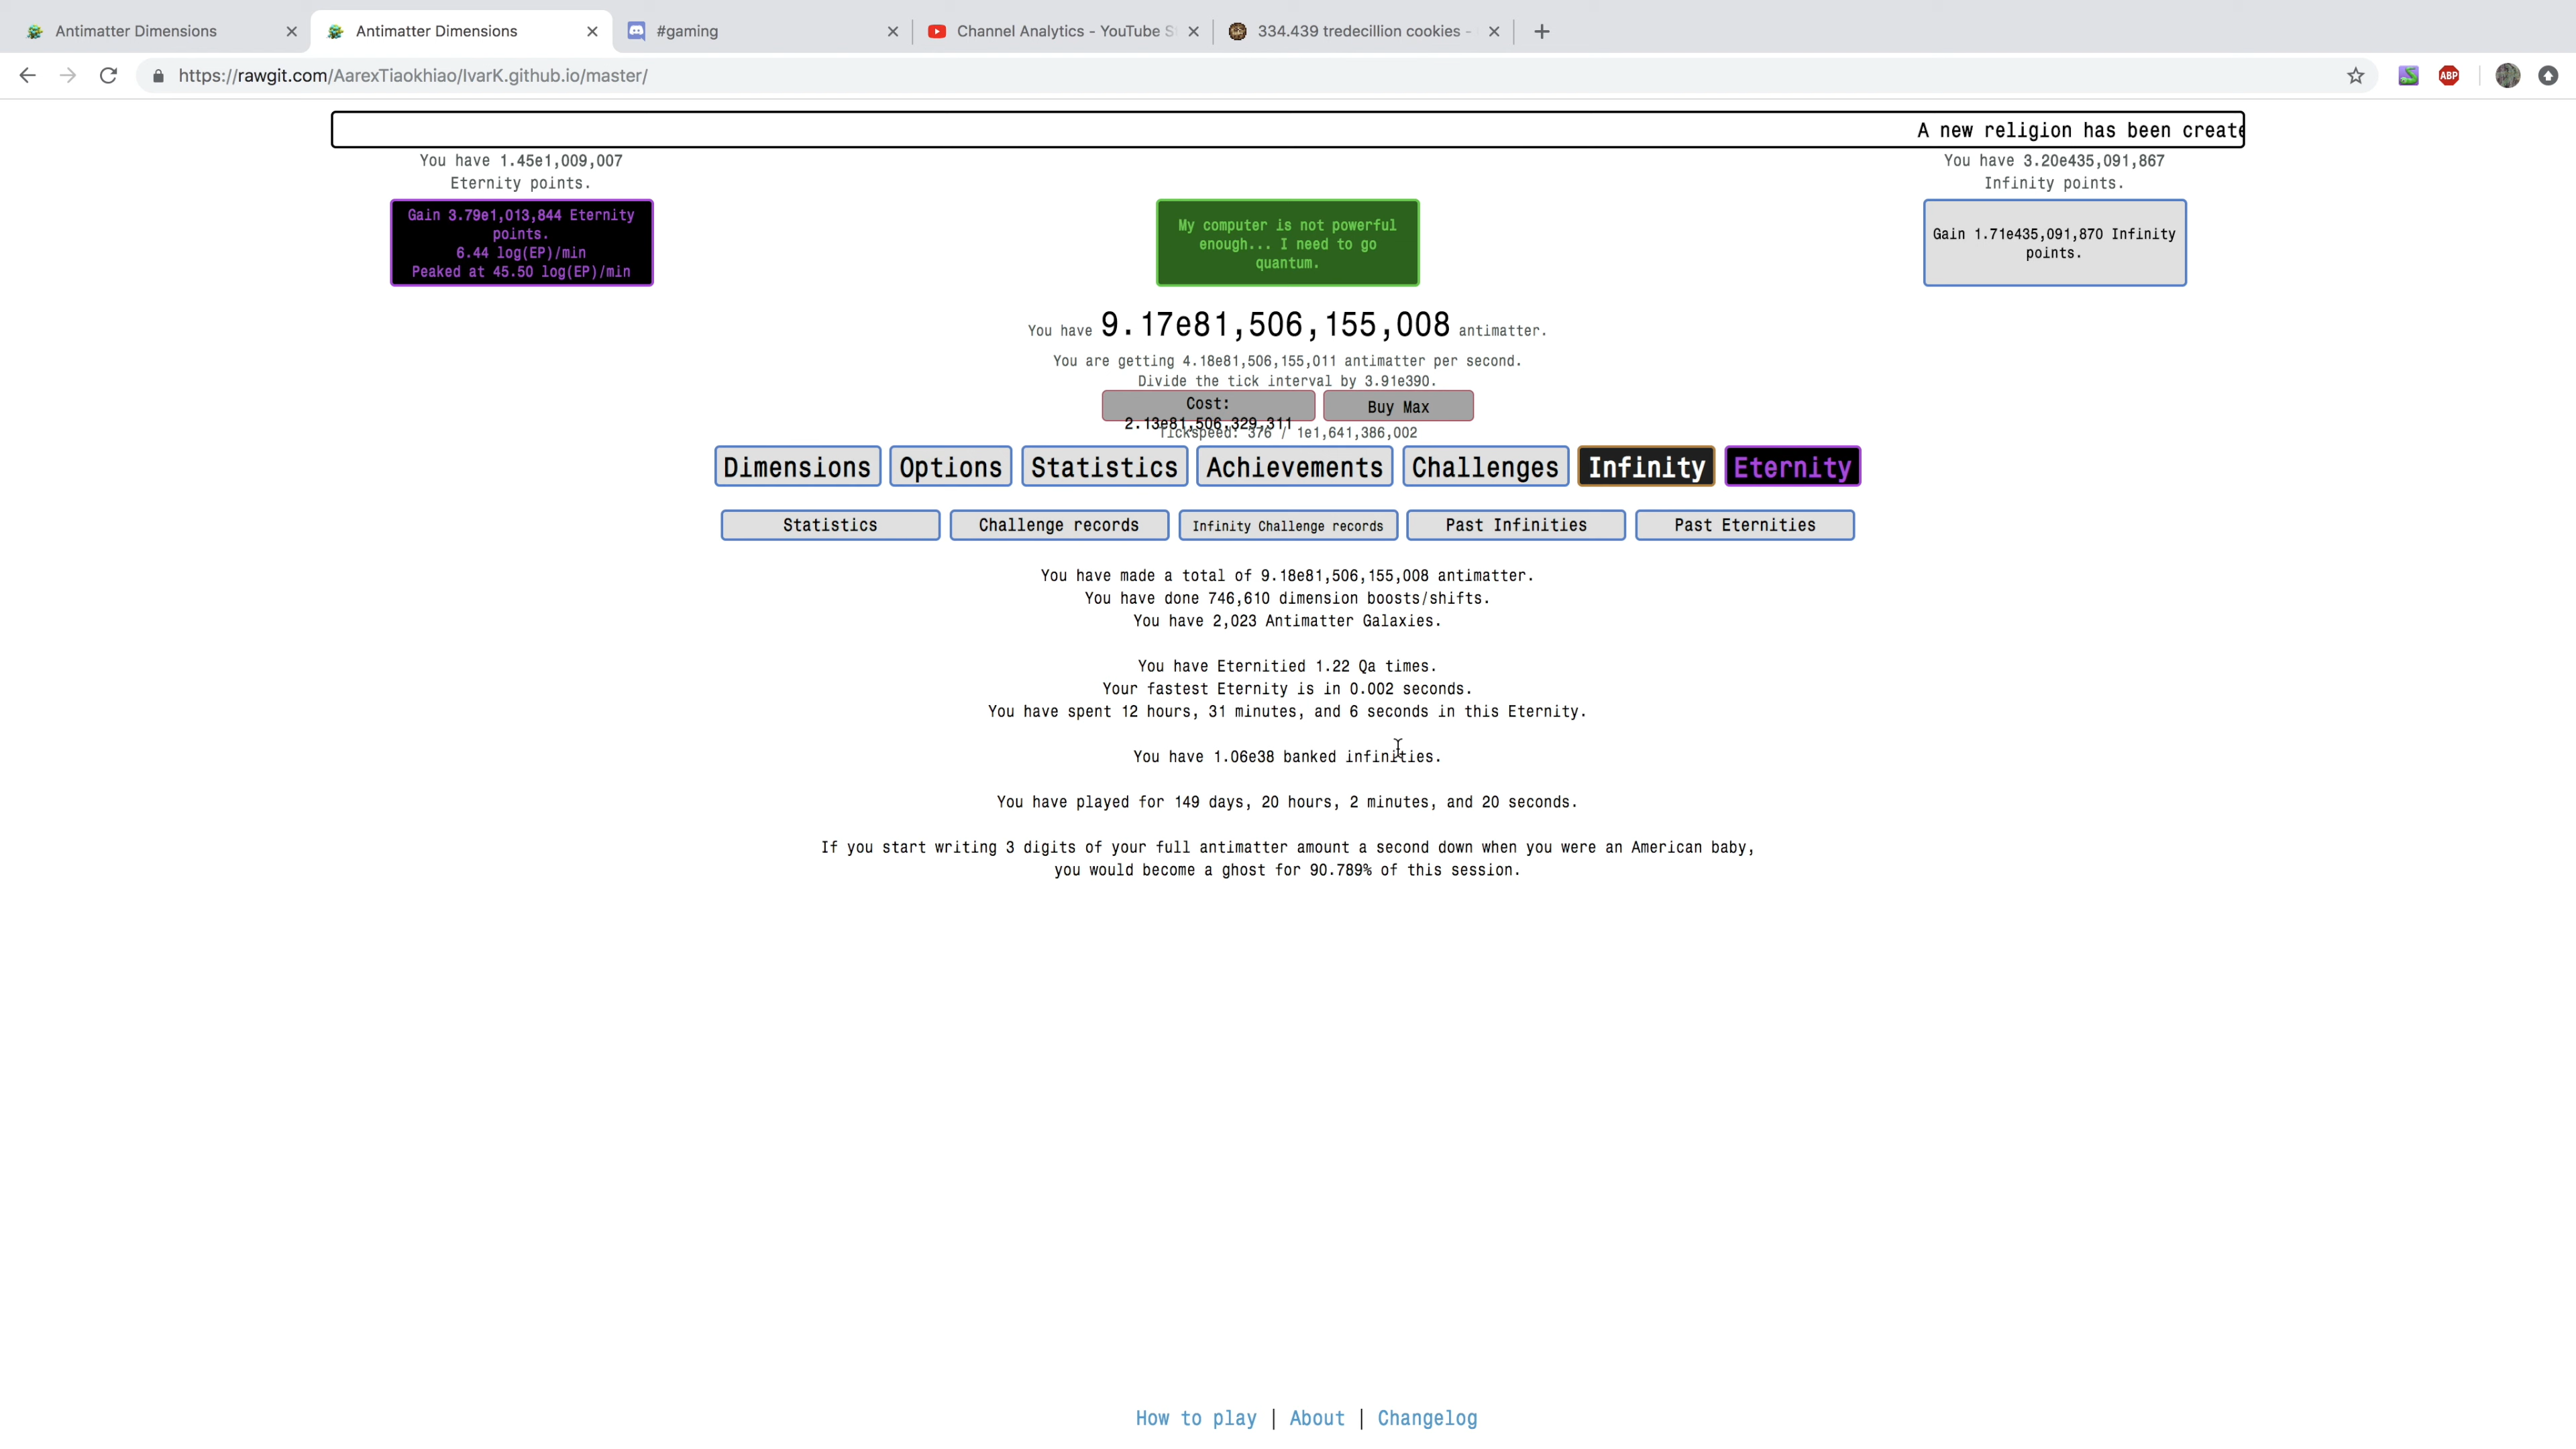 Antimatter Dimensions
Antimatter Dimensions
#gaming
Channel Analytics - YouTube S
334.439 tredecillion cookies -
https://rawgit.com/AarexTiaokhiao/IvarK.github.io/master/
ABP
A new religion has been create
You have 1.45e1,009,007
Eternity points.
You have 3.20e435,091,867
Infinity points.
Gain 3.79e1,013,844 Eternity
points.
6.44 log(EP)/min
Peaked at 45.50 log(EP)/min
My computer is not powerful
enough... I need to go
quantum.
Gain 1.71e435,091,870 Infinity
points.
You have 9.17e81,506,155,008 antimatter.
You are getting 4.18e81,506,155,011 antimatter per second.
Divide the tick interval by 3.91e390.
Cost:
2.13e81,506,329,311
Buy Max
Tickspeed: 376 / 1e1,641,386,002
Dimensions
Options
Statistics
Achievements
Challenges
Infinity
Eternity
Statistics
Challenge records
Infinity Challenge records
Past Infinities
Past Eternities
You have made a total of 9.18e81,506,155,008 antimatter.
You have done 746,610 dimension boosts/shifts.
You have 2,023 Antimatter Galaxies.
You have Eternitied 1.22 Qa times.
Your fastest Eternity is in 0.002 seconds.
You have spent 12 hours, 31 minutes, and 6 seconds in this Eternity.
You have 1.06e38 banked infinities.
You have played for 149 days, 20 hours, 2 minutes, and 20 seconds.
If you start writing 3 digits of your full antimatter amount a second down when you were an American baby,
you would become a ghost for 90.789% of this session.
How to play | About | Changelog